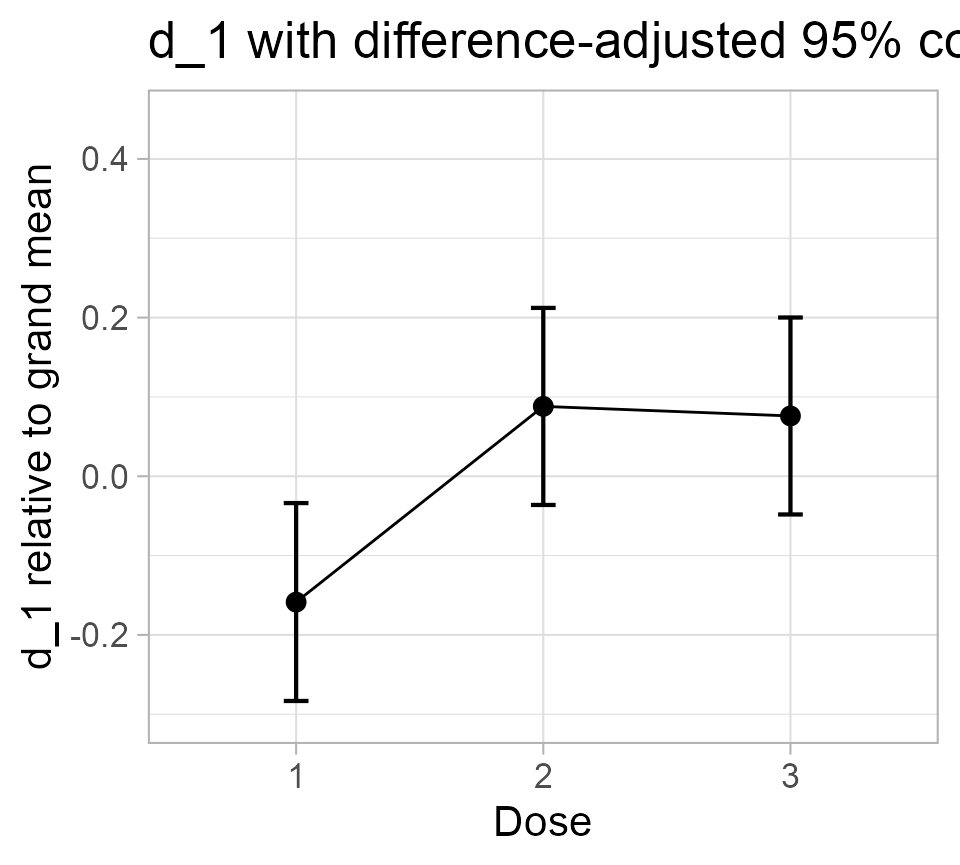 d_1 with difference-adjusted 95% co
0.4
0.2
0.0
-0.2
d_1 relative to grand mean
1 2 3
Dose